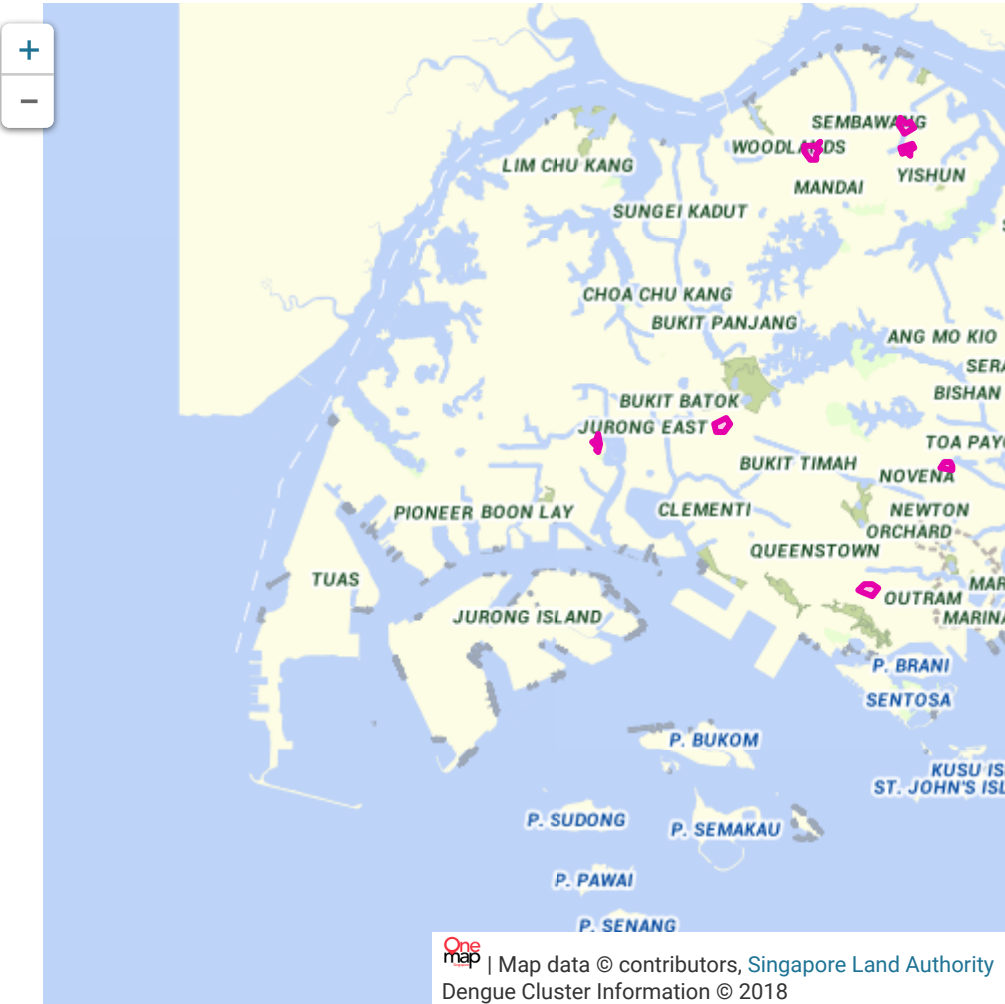 +
−
SEMBAWANG
WOODLANDS
LIM CHU KANG
YISHUN
MANDAI
SUNGEI KADUT
CHOA CHU KANG
BUKIT PANJANG
ANG MO KIO
SERA
BISHAN
BUKIT BATOK
JURONG EAST
TOA PAYO
BUKIT TIMAH
NOVENA
PIONEER BOON LAY
CLEMENTI
NEWTON
ORCHARD
QUEENSTOWN
TUAS
MAR
OUTRAM
JURONG ISLAND
MARINA
P. BRANI
SENTOSA
P. BUKOM
KUSU IS
ST. JOHN'S ISL
P. SUDONG
P. SEMAKAU
P. PAWAI
P. SENANG
One map | Map data © contributors, Singapore Land Authority
Dengue Cluster Information © 2018